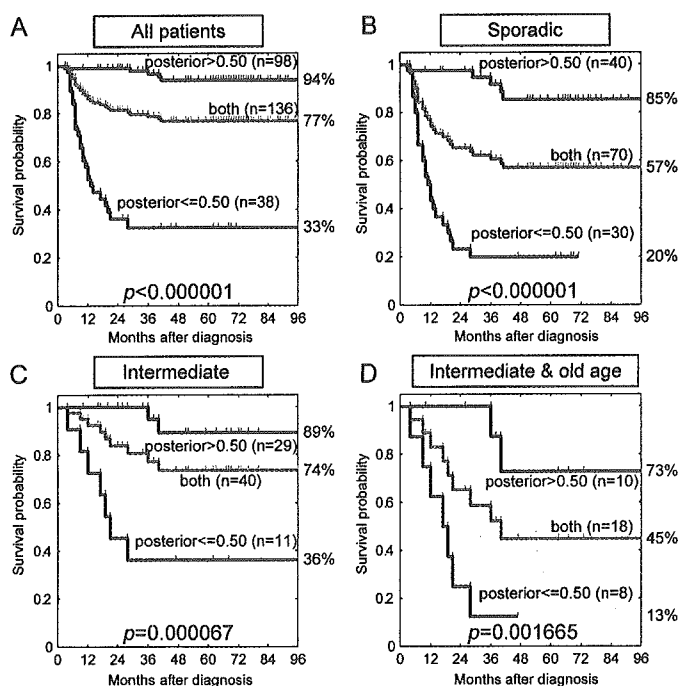 A
All patients
posterior>0.50 (n=98)
94%
both (n=136)
77%
posterior<=0.50 (n=38)
33%
p<0.000001
Survival probability
1
0.8
0.6
0.4
0.2
0
0 12 24 36 48 60 72 84 96
Months after diagnosis
B
Sporadic
posterior>0.50 (n=40)
85%
both (n=70)
57%
posterior<=0.50 (n=30)
20%
p<0.000001
Survival probability
1
0.8
0.6
0.4
0.2
0
0 12 24 36 48 60 72 84 96
Months after diagnosis
C
Intermediate
89%
posterior>0.50 (n=29)
74%
both (n=40)
posterior<=0.50 (n=11)
36%
p=0.000067
Survival probability
1
0.8
0.6
0.4
0.2
0
0 12 24 36 48 60 72 84 96
Months after diagnosis
D
Intermediate & old age
73%
posterior>0.50 (n=10)
both (n=18)
45%
posterior<=0.50 (n=8)
13%
p=0.001665
Survival probability
1
0.8
0.6
0.4
0.2
0
0 12 24 36 48 60 72 84 96
Months after diagnosis